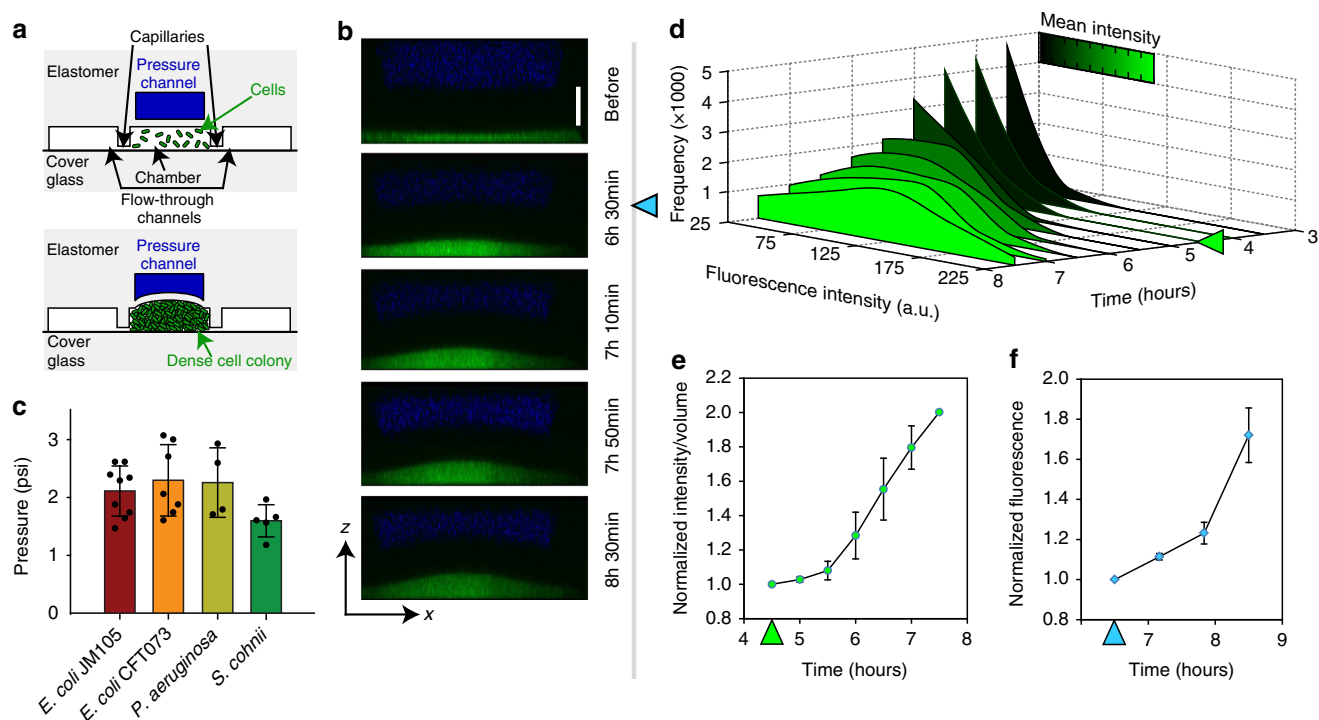 a
Capillaries
Elastomer
Pressure
channel
Cells
Cover
glass
Chamber
Flow-through
channels
Elastomer
Pressure
channel
Cover
glass
Dense cell colony
b
Before
6h 30min
7h 10min
7h 50min
8h 30min
z
x
c
Pressure (psi)
3
2
1
0
E. coli JM105
E. coli CFT073
P. aeruginosa
S. cohnii
d
Mean intensity
Frequency (×1000)
5
4
3
2
1
25
75
125
175
225
Fluorescence intensity (a.u.)
8
7
6
5
4
3
Time (hours)
e
Normalized intensity/volume
2.2
2.0
1.8
1.6
1.4
1.2
1.0
0.8
4 5 6 7 8
Time (hours)
f
Normalized fluorescence
2.0
1.8
1.6
1.4
1.2
1.0
0.8
7 8 9
Time (hours)